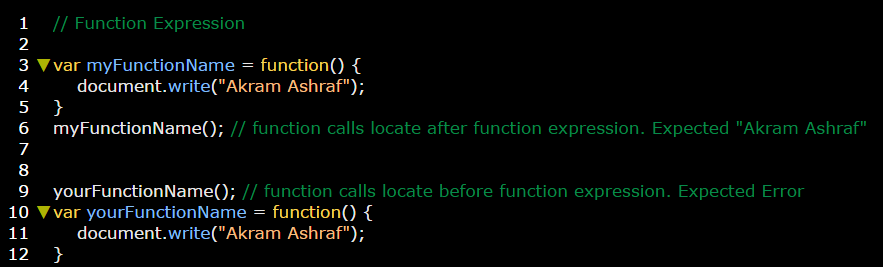 1 // Function Expression
2
3 ▼var myFunctionName = function() {
4 document.write("Akram Ashraf");
5 }
6 myFunctionName(); // function calls locate after function expression. Expected "Akram Ashraf"
7
8
9 yourFunctionName(); // function calls locate before function expression. Expected Error
10 ▼var yourFunctionName = function() {
11 document.write("Akram Ashraf");
12 }